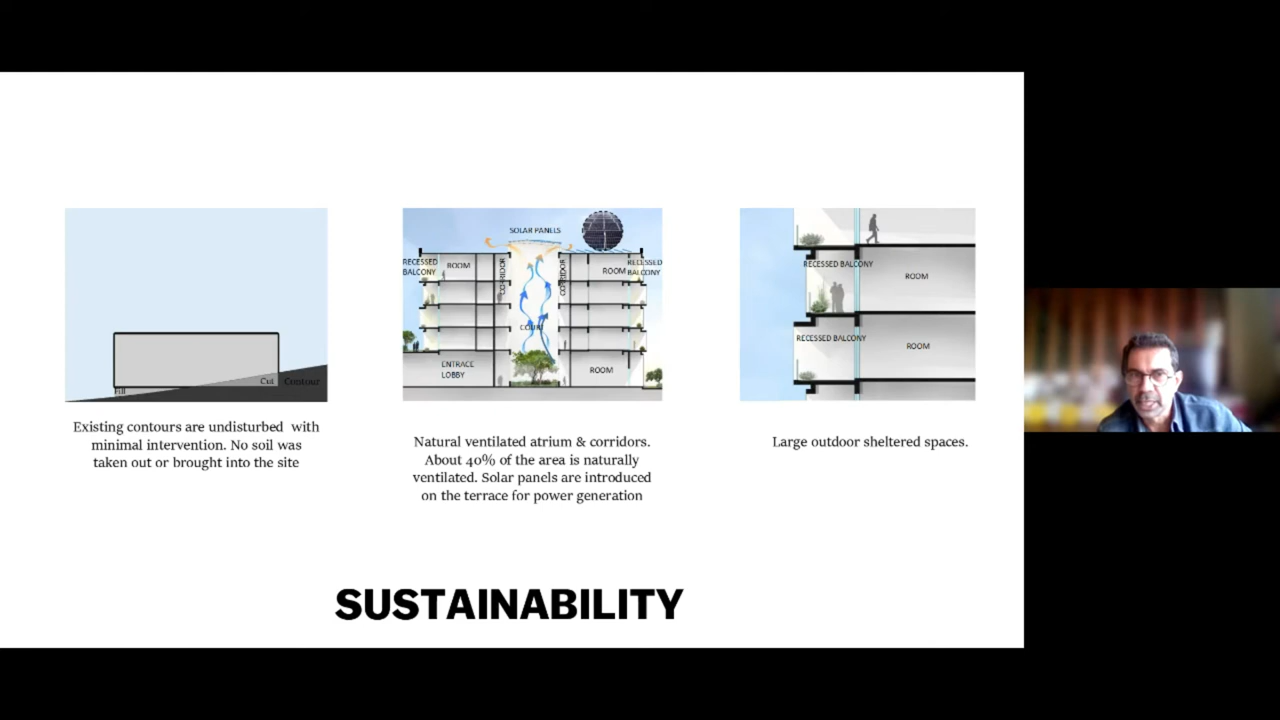 Fill
Cut
Contour
Existing contours are undisturbed with
minimal intervention. No soil was
taken out or brought into the site
SOLAR PANELS
RECESSED
BALCONY
ROOM
CORRIDOR
CORRIDOR
ROOM
RECESSED
BALCONY
COURT
ENTRACE
LOBBY
ROOM
Natural ventilated atrium & corridors.
About 40% of the area is naturally
ventilated. Solar panels are introduced
on the terrace for power generation
RECESSED BALCONY
ROOM
RECESSED BALCONY
ROOM
Large outdoor sheltered spaces.
SUSTAINABILITY